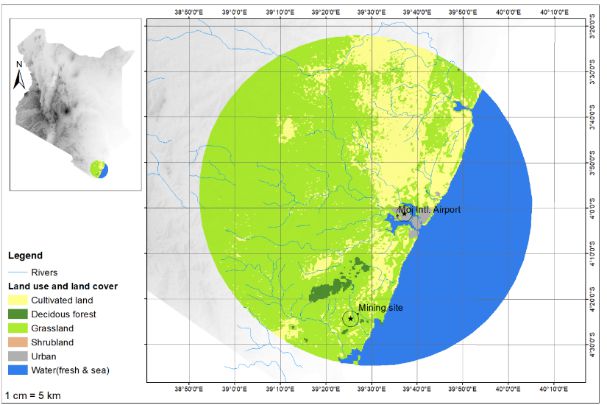 38°50'0"E 39°0'0"E 39°10'0"E 39°20'0"E 39°30'0"E 39°40'0"E 39°50'0"E 40°0'0"E 40°10'0"E
3°20'0"S
3°30'0"S
3°40'0"S
3°50'0"S
4°0'0"S
4°10'0"S
4°20'0"S
4°30'0"S
N
Moi Intl. Airport
Mining site
Legend
Rivers
Land use and land cover
Cultivated land
Decidous forest
Grassland
Shrubland
Urban
Water(fresh & sea)
1 cm = 5 km
38°50'0"E 39°0'0"E 39°10'0"E 39°20'0"E 39°30'0"E 39°40'0"E 39°50'0"E 40°0'0"E 40°10'0"E